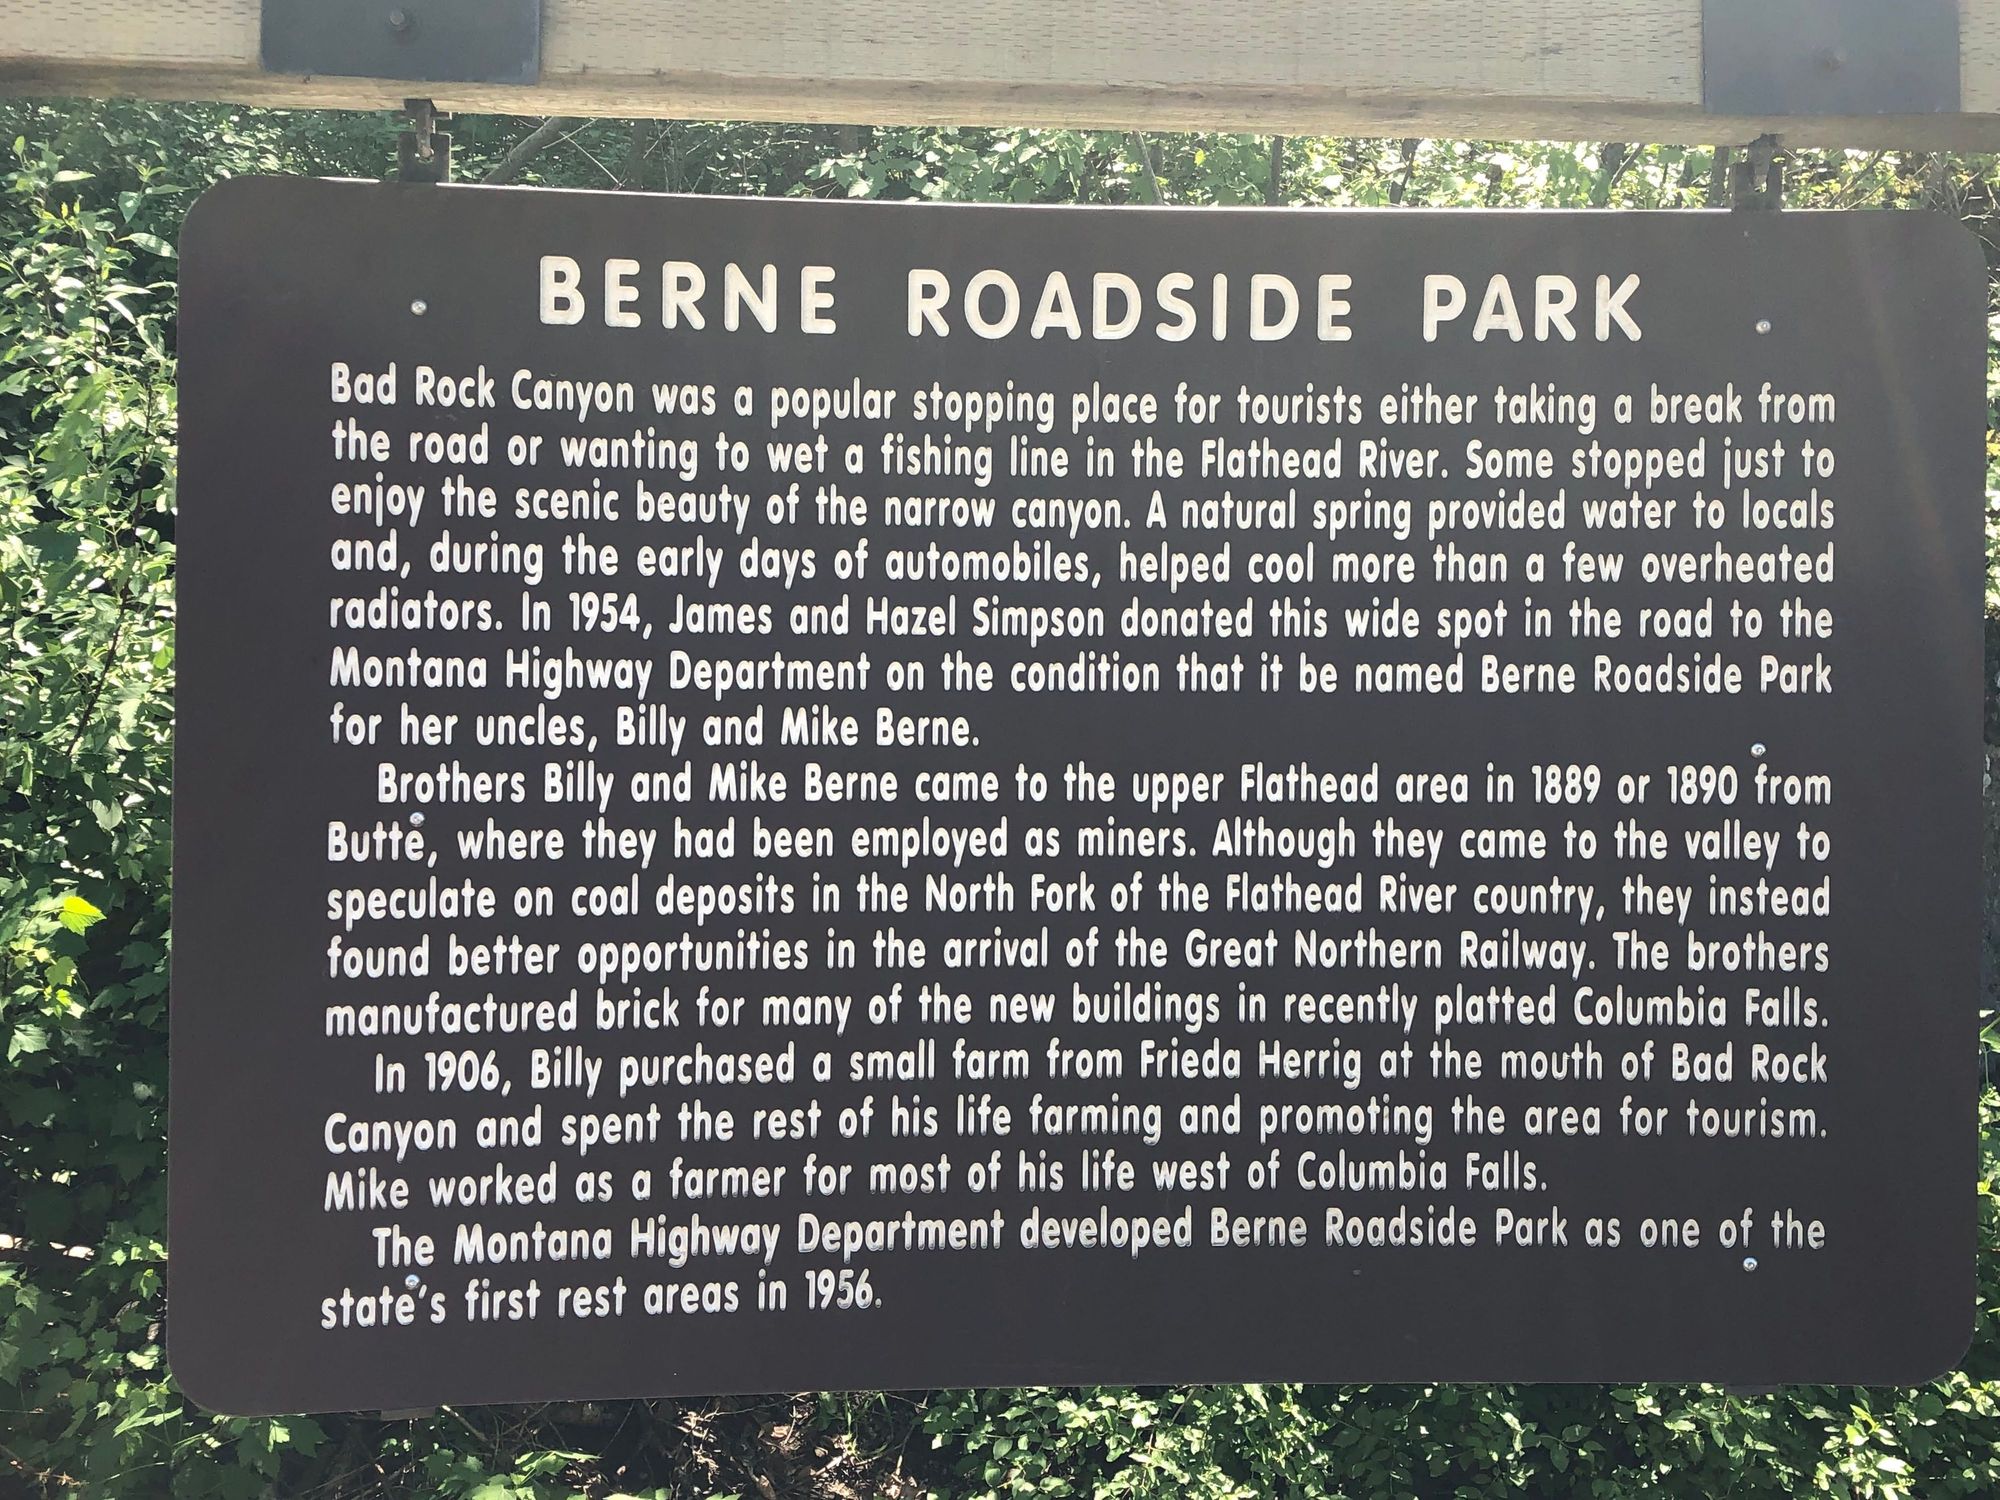 BERNE ROADSIDE PARK
Bad Rock Canyon was a popular stopping place for tourists either taking a break from
the road or wanting to wet a fishing line in the Flathead River. Some stopped just to
enjoy the scenic beauty of the narrow canyon. A natural spring provided water to locals
and, during the early days of automobiles, helped cool more than a few overheated
radiators. In 1954, James and Hazel Simpson donated this wide spot in the road to the
Montana Highway Department on the condition that it be named Berne Roadside Park
for her uncles, Billy and Mike Berne.
Brothers Billy and Mike Berne came to the upper Flathead area in 1889 or 1890 from
Butte, where they had been employed as miners. Although they came to the valley to
speculate on coal deposits in the North Fork of the Flathead River country, they instead
found better opportunities in the arrival of the Great Northern Railway. The brothers
manufactured brick for many of the new buildings in recently platted Columbia Falls.
In 1906, Billy purchased a small farm from Frieda Herrig at the mouth of Bad Rock
Canyon and spent the rest of his life farming and promoting the area for tourism.
Mike worked as a farmer for most of his life west of Columbia Falls.
The Montana Highway Department developed Berne Roadside Park as one of the
state's first rest areas in 1956.